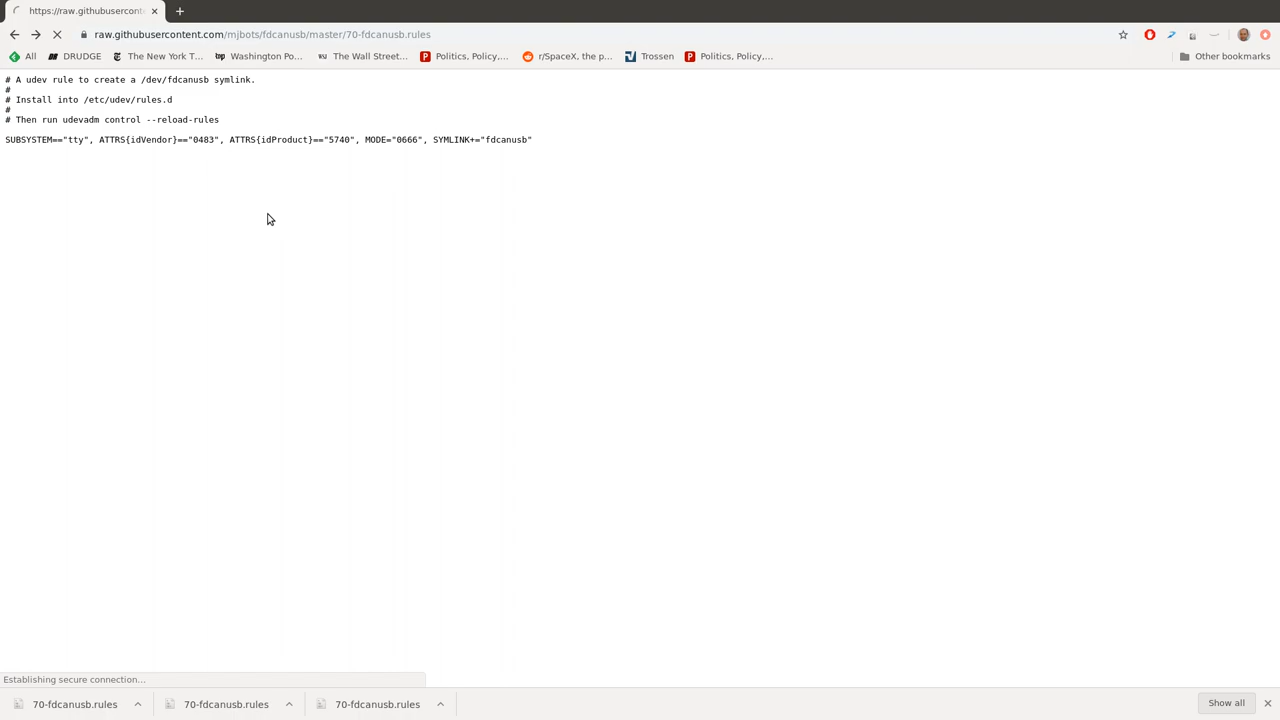 https://raw.githubusercont
raw.githubusercontent.com/mjbots/fdcanusb/master/70-fdcanusb.rules
All
DRUDGE
The New York T…
Washington Po…
The Wall Street…
Politics, Policy,…
r/SpaceX, the p…
Trossen
Politics, Policy,…
Other bookmarks
# A udev rule to create a /dev/fdcanusb symlink.
#
# Install into /etc/udev/rules.d
#
# Then run udevadm control --reload-rules
SUBSYSTEM=="tty", ATTRS{idVendor}=="0483", ATTRS{idProduct}=="5740", MODE="0666", SYMLINK+="fdcanusb"
Establishing secure connection…
70-fdcanusb.rules
70-fdcanusb.rules
70-fdcanusb.rules
Show all